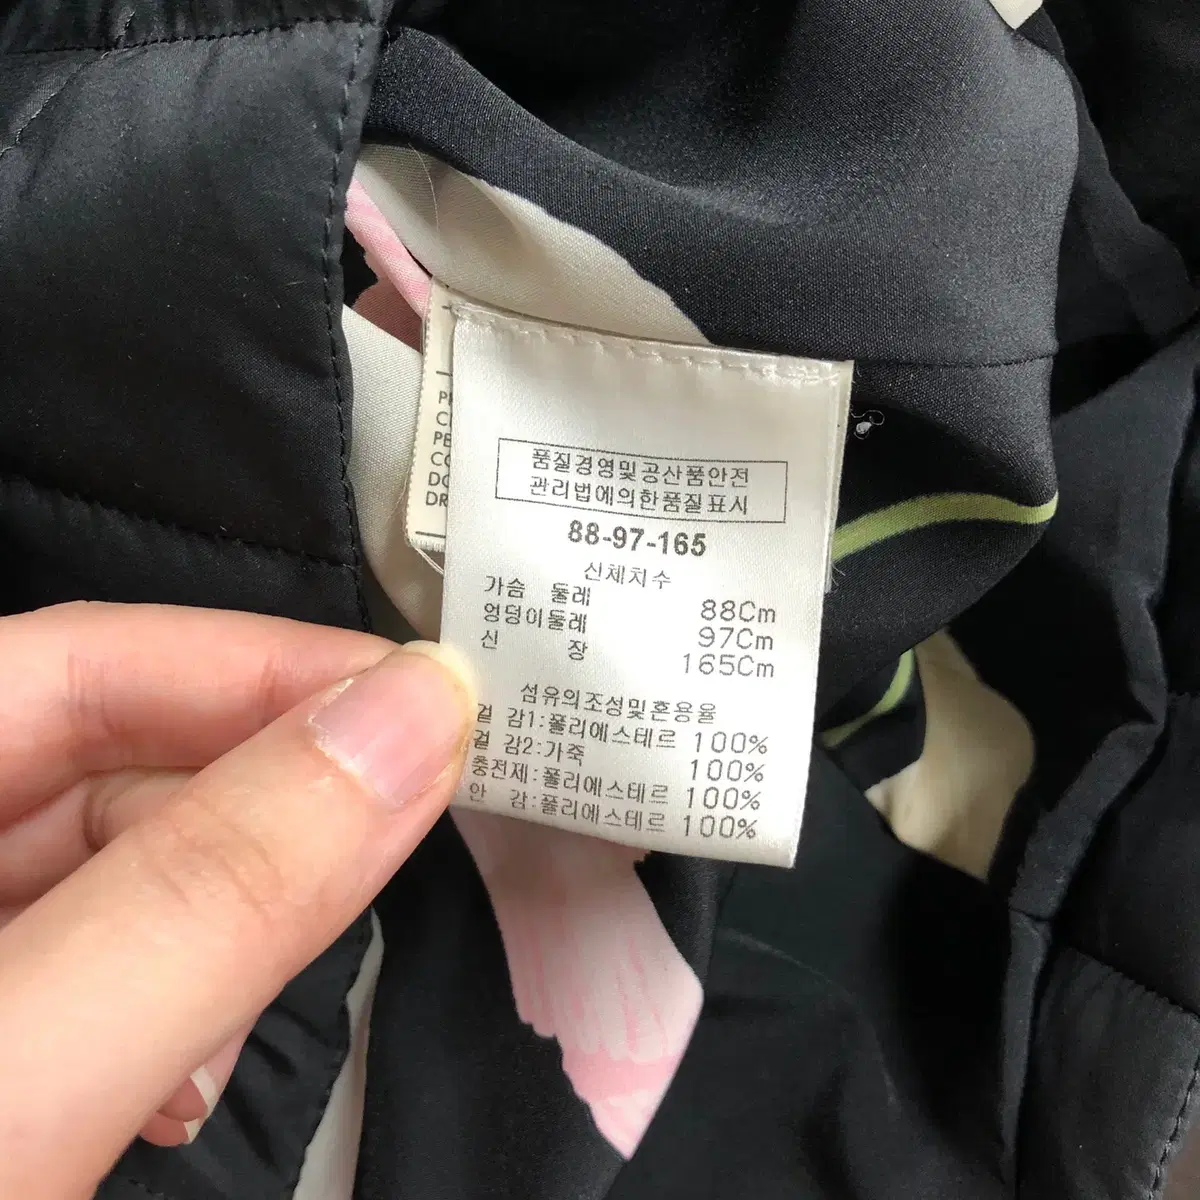 품질경영및공산품안전
관리법에의한품질표시
88-97-165
신체치수
가슴 둘레 88Cm
엉덩이둘레 97Cm
신 장 165Cm
섬유의조성및혼용율
겉 감1:폴리에스테르 100%
겉 감2:가죽 100%
충전제:폴리에스테르 100%
안 감:폴리에스테르 100%